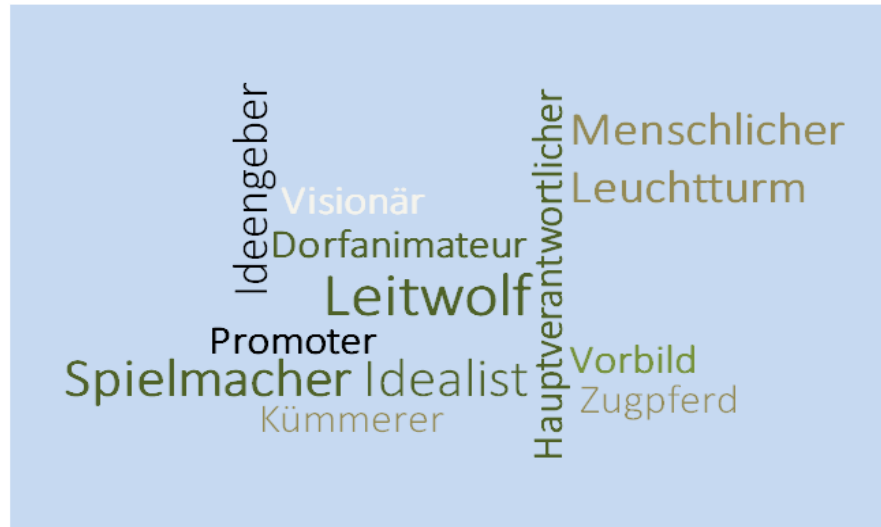 Ideengeber
Hauptverantwortlicher
Menschlicher
Leuchtturm
Visionär
Dorfanimateur
Leitwolf
Promoter
Spielmacher
Idealist
Vorbild
Zugpferd
Kümmerer